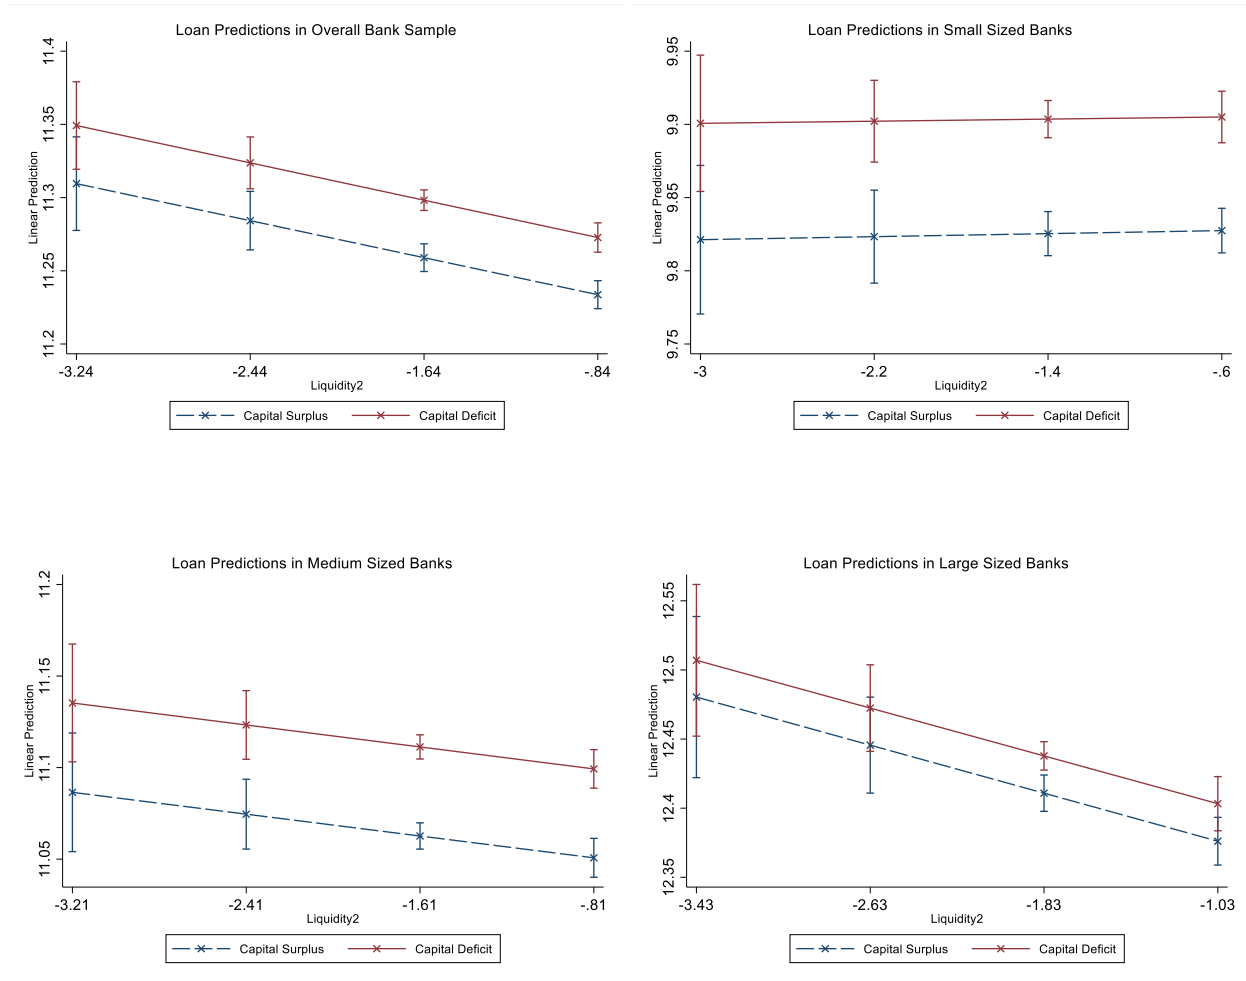 Loan Predictions in Overall Bank Sample
11.4
11.35
11.3
11.25
11.2
Linear Prediction
-3.24
-2.44
-1.64
-.84
Liquidity2
Capital Surplus
Capital Deficit
Loan Predictions in Small Sized Banks
9.95
9.9
9.85
9.8
9.75
Linear Prediction
-3
-2.2
-1.4
-.6
Liquidity2
Capital Surplus
Capital Deficit
Loan Predictions in Medium Sized Banks
11.2
11.15
11.1
11.05
Linear Prediction
-3.21
-2.41
-1.61
-.81
Liquidity2
Capital Surplus
Capital Deficit
Loan Predictions in Large Sized Banks
12.55
12.5
12.45
12.4
12.35
Linear Prediction
-3.43
-2.63
-1.83
-1.03
Liquidity2
Capital Surplus
Capital Deficit